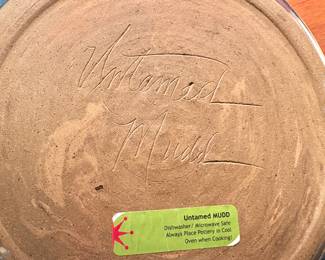 Untamed
Mudd
Untamed MUDD
Dishwasher/ Microwave Safe
Always Place Pottery in Cool
Oven when Cooking!